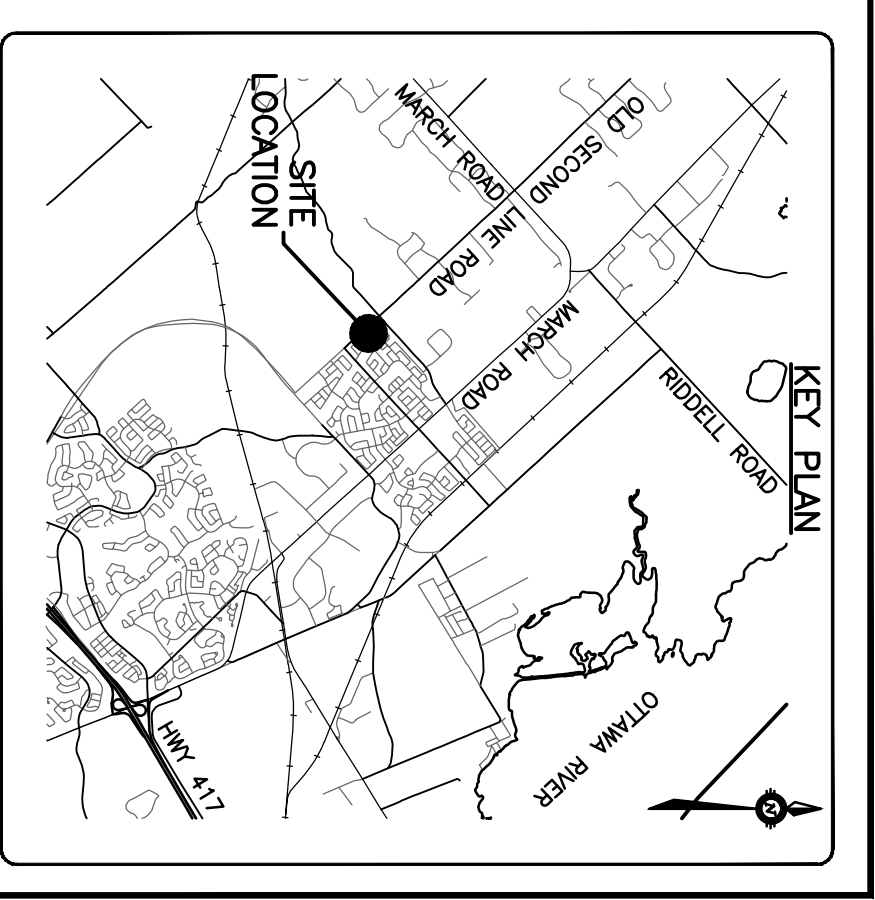 KEY PLAN
RIDDELL ROAD
OLD SECOND
LINE ROAD
MARCH ROAD
MARCH ROAD
SITE
LOCATION
OTTAWA RIVER
HWY 417
N